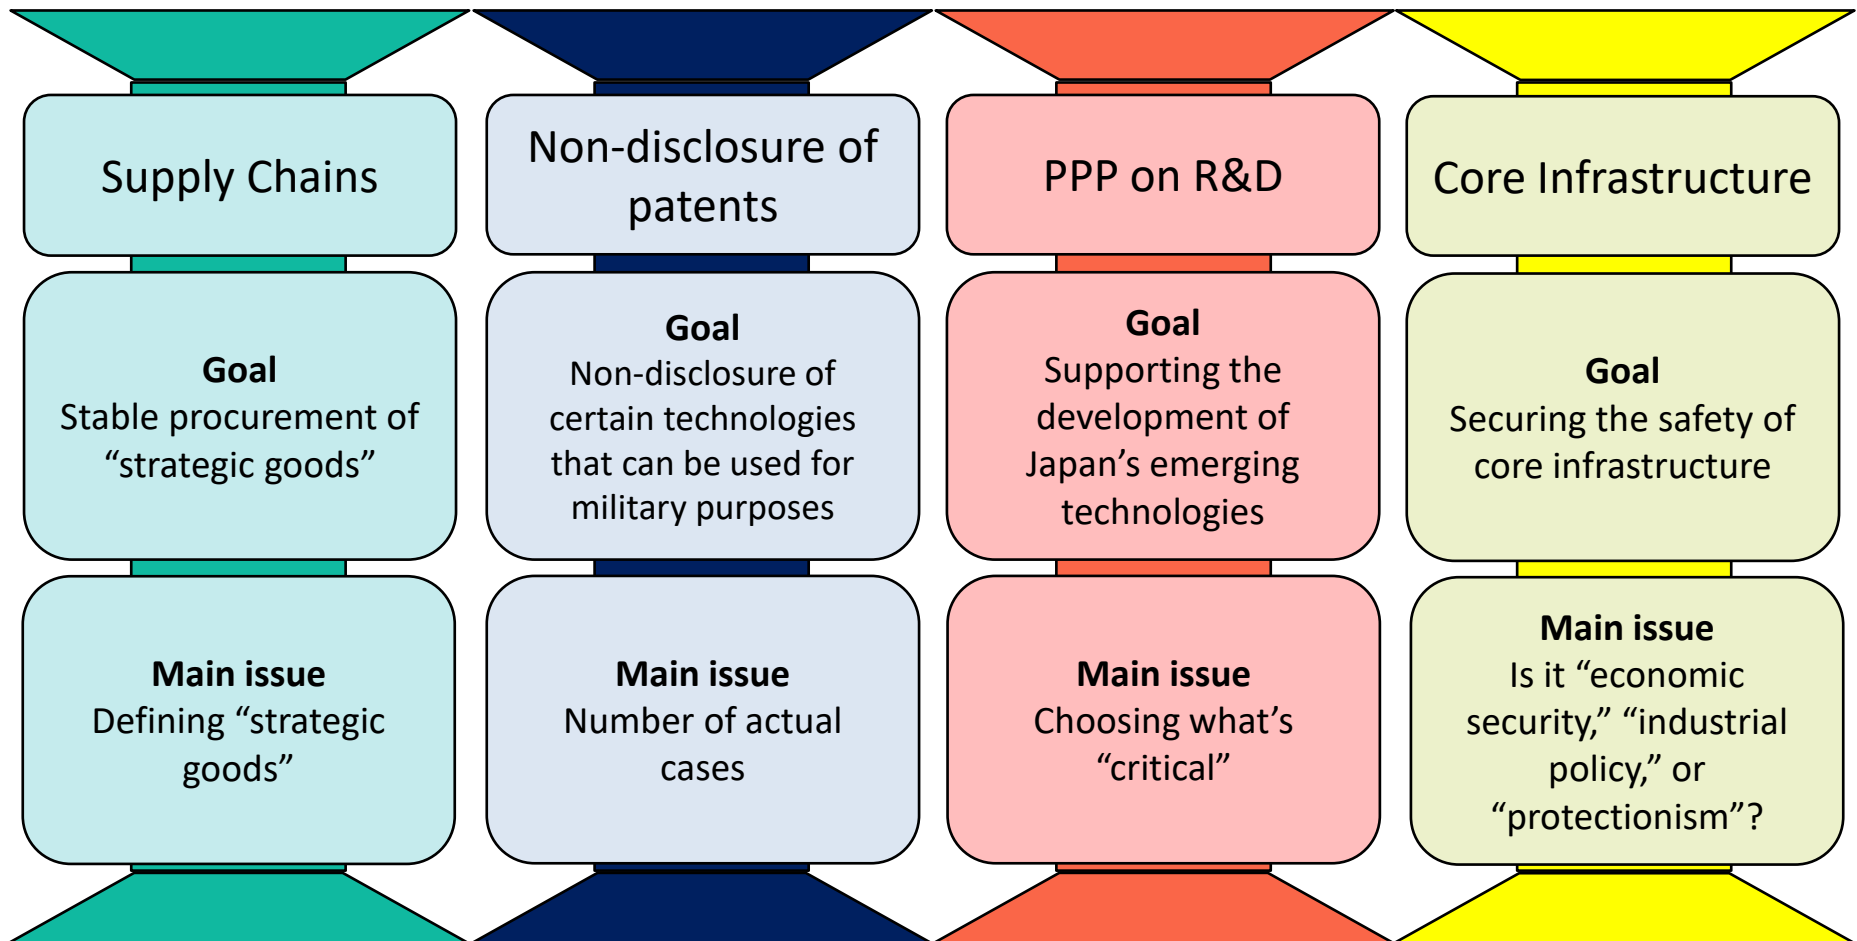 Supply Chains
Goal
Stable procurement of
“strategic goods”
Main issue
Defining “strategic
goods”
Non-disclosure of
patents
Goal
Non-disclosure of
certain technologies
that can be used for
military purposes
Main issue
Number of actual
cases
PPP on R&D
Goal
Supporting the
development of
Japan’s emerging
technologies
Main issue
Choosing what’s
“critical”
Core Infrastructure
Goal
Securing the safety of
core infrastructure
Main issue
Is it “economic
security,” “industrial
policy,” or
“protectionism”?